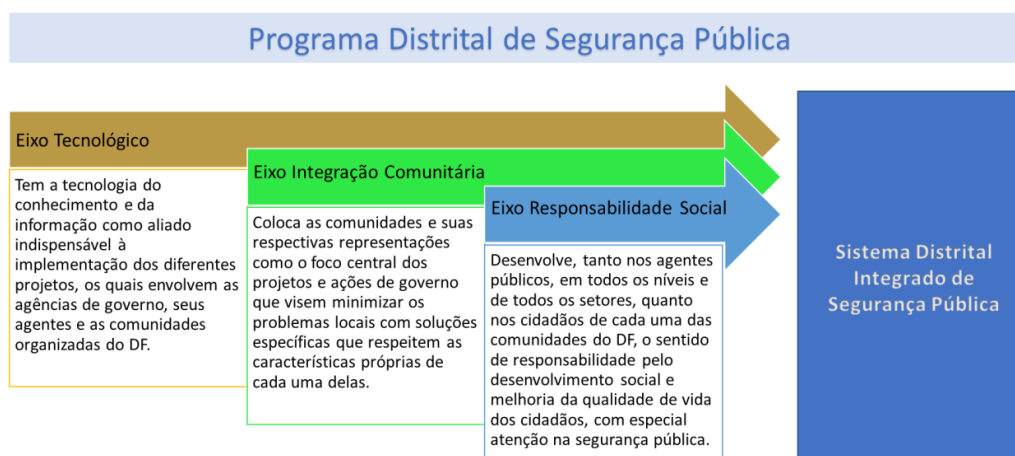 Programa Distrital de Segurança Pública
Eixo Tecnológico
Tem a tecnologia do
conhecimento e da
informação como aliado
indispensável à
implementação dos diferentes
projetos, os quais envolvem as
agências de governo, seus
agentes e as comunidades
organizadas do DF.
Eixo Integração Comunitária
Coloca as comunidades e suas
respectivas representações
como o foco central dos
projetos e ações de governo
que visem minimizar os
problemas locais com soluções
específicas que respeitem as
características próprias de
cada uma delas.
Eixo Responsabilidade Social
Desenvolve, tanto nos agentes
públicos, em todos os níveis e
de todos os setores, quanto
nos cidadãos de cada uma das
comunidades do DF, o sentido
de responsabilidade pelo
desenvolvimento social e
melhoria da qualidade de vida
dos cidadãos, com especial
atenção na segurança pública.
Sistema Distrital
Integrado de
Segurança Pública